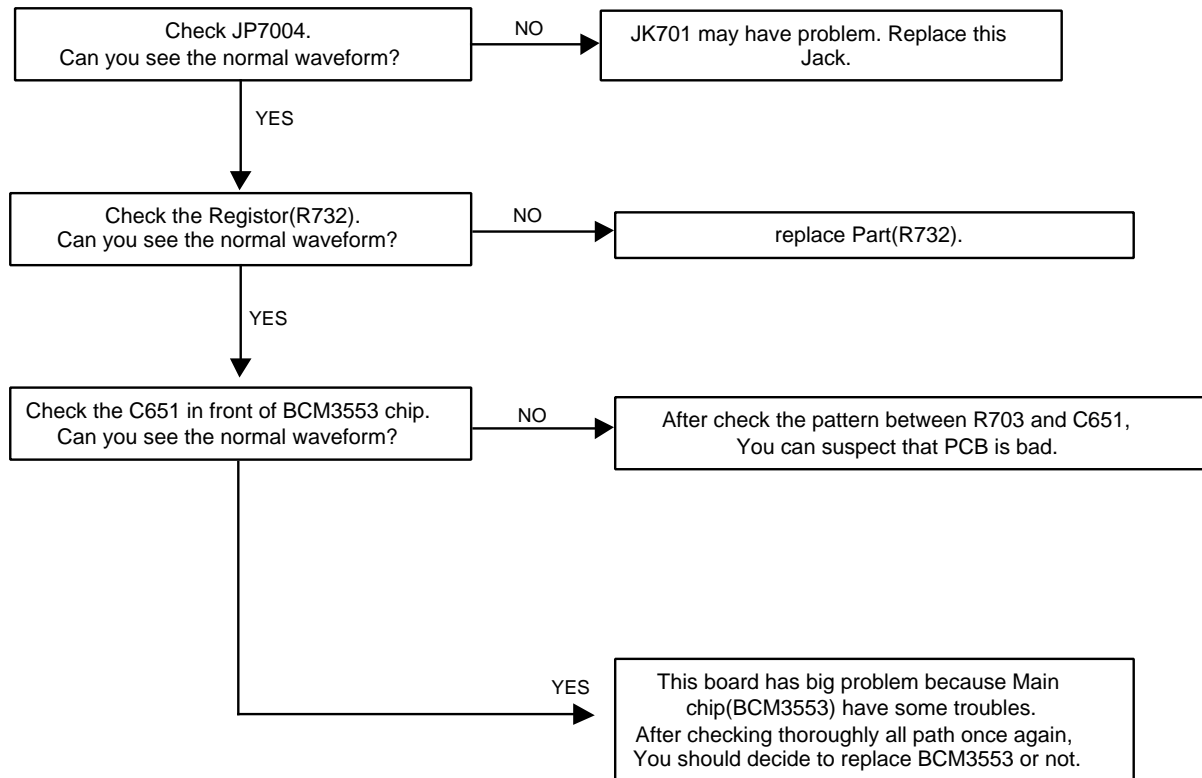 Check JP7004.
Can you see the normal waveform?
NO
JK701 may have problem. Replace this
Jack.
YES
Check the Registor(R732).
Can you see the normal waveform?
NO
replace Part(R732).
YES
Check the C651 in front of BCM3553 chip.
Can you see the normal waveform?
NO
After check the pattern between R703 and C651,
You can suspect that PCB is bad.
YES
This board has big problem because Main
chip(BCM3553) have some troubles.
After checking thoroughly all path once again,
You should decide to replace BCM3553 or not.